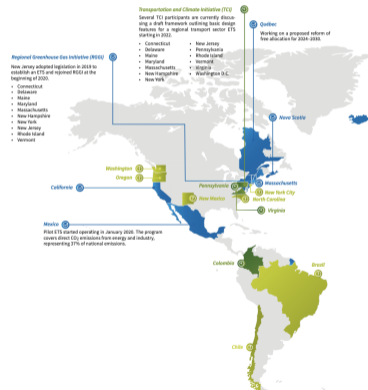 Transportation and Climate Initiative (TCI)
Several TCI participants are currently discus-
sing a draft framework outlining basic design
features for a regional transport sector ETS
starting in 2022.
• Connecticut
• Delaware
• Maine
• Maryland
• Massachusetts
• New Hampshire
• New York
• New Jersey
• Pennsylvania
• Rhode Island
• Vermont
• Virginia
• Washington D.C.
Québec
Working on a proposed reform of
free allocation for 2024-2030.
Regional Greenhouse Gas Initiative (RGGI)
New Jersey adopted legislation in 2019 to
establish an ETS and rejoined RGGI at the
beginning of 2020.
• Connecticut
• Delaware
• Maine
• Maryland
• Massachusetts
• New Hampshire
• New York
• New Jersey
• Rhode Island
• Vermont
Nova Scotia
Washington
Oregon
California
Pennsylvania
Massachusetts
New York City
North Carolina
New Mexico
Virginia
Mexico
Pilot ETS started operating in January 2020. The program
covers direct CO₂ emissions from energy and industry,
representing 37% of national emissions.
Colombia
Brazil
Chile